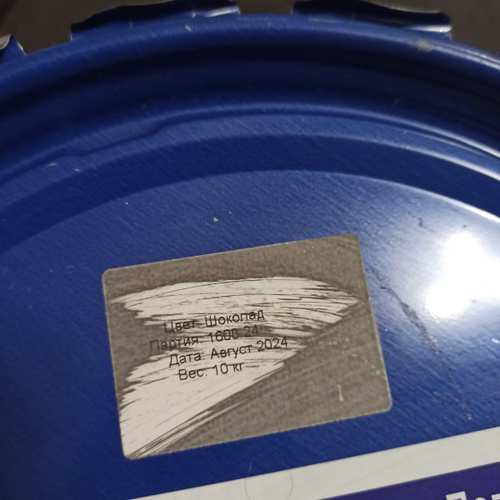 Цвет: Шоколад
Партия: 1608 24
Дата: Август 2024
Вес: 10 кг